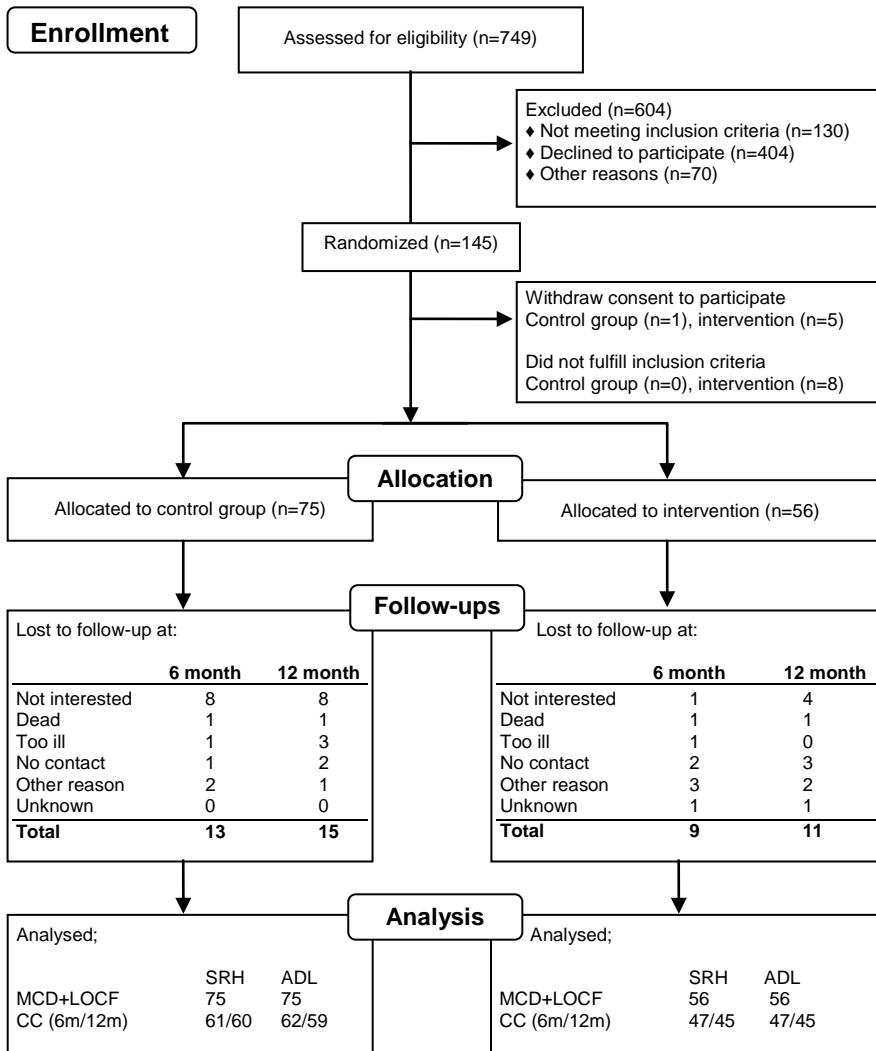 Enrollment
Assessed for eligibility (n=749)
Excluded (n=604)
♦ Not meeting inclusion criteria (n=130)
♦ Declined to participate (n=404)
♦ Other reasons (n=70)
Randomized (n=145)
Withdraw consent to participate
Control group (n=1), intervention (n=5)
Did not fulfill inclusion criteria
Control group (n=0), intervention (n=8)
Allocation
Allocated to control group (n=75)
Allocated to intervention (n=56)
Follow-ups
Lost to follow-up at:
6 month 12 month
Not interested 8 8
Dead 1 1
Too ill 1 3
No contact 1 2
Other reason 2 1
Unknown 0 0
Total 13 15
Lost to follow-up at:
6 month 12 month
Not interested 1 4
Dead 1 1
Too ill 1 0
No contact 2 3
Other reason 3 2
Unknown 1 1
Total 9 11
Analysis
Analysed;
SRH ADL
MCD+LOCF 75 75
CC (6m/12m) 61/60 62/59
Analysed;
SRH ADL
MCD+LOCF 56 56
CC (6m/12m) 47/45 47/45